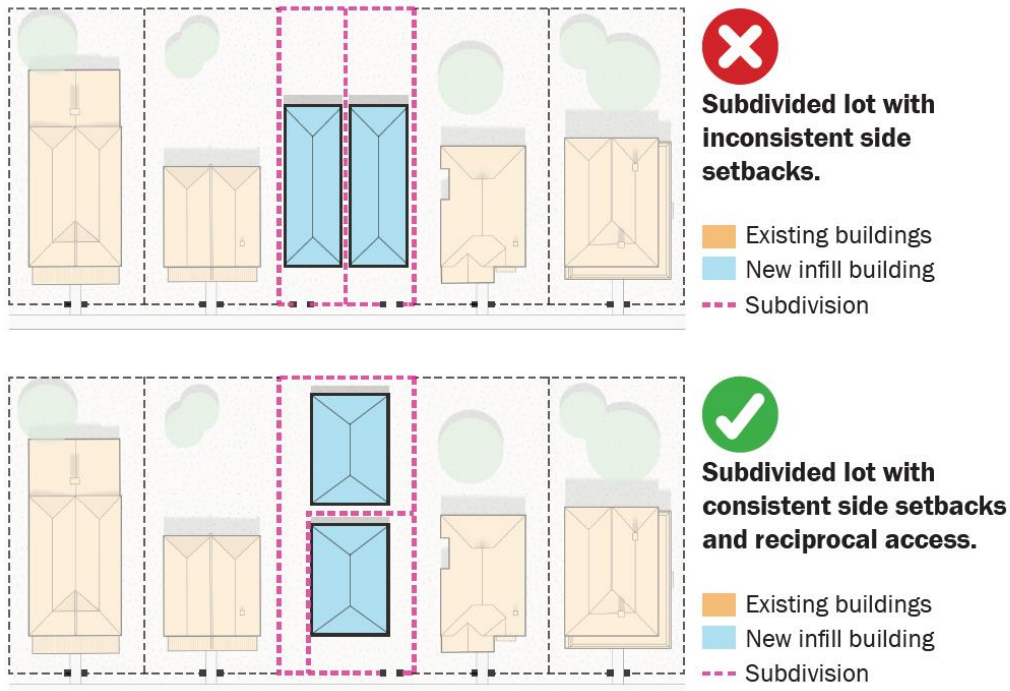 Subdivided lot with
inconsistent side
setbacks.
Existing buildings
New infill building
Subdivision
Subdivided lot with
consistent side setbacks
and reciprocal access.
Existing buildings
New infill building
Subdivision